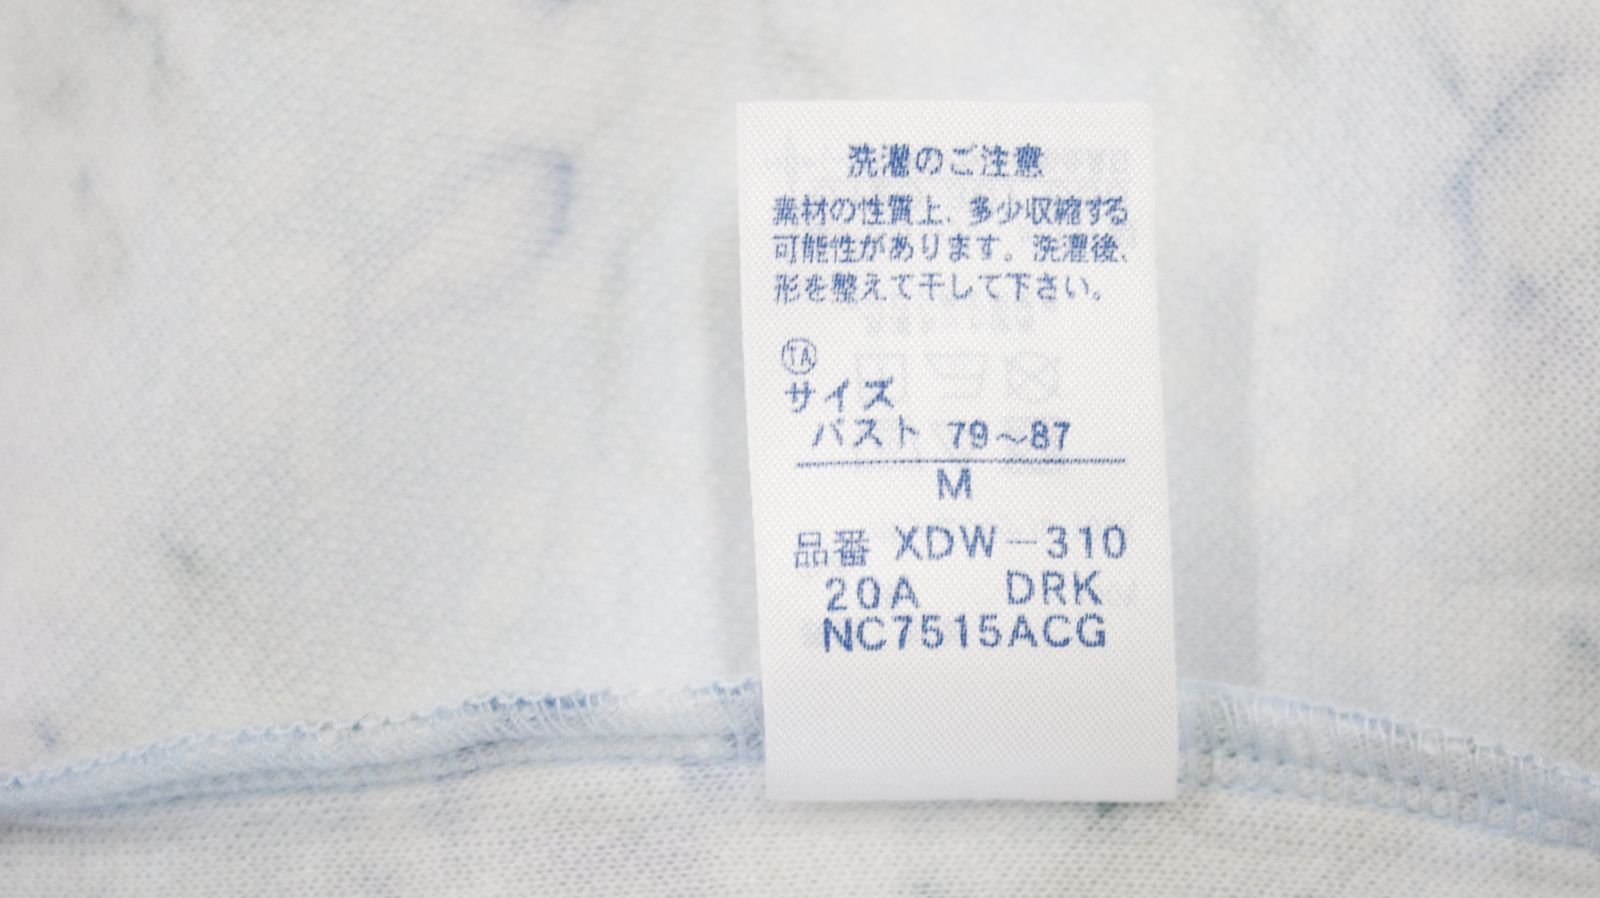 洗濯のご注意
素材の性質上、多少収縮する
可能性があります。洗濯後、
形を整えて干して下さい。
TA
サイズ
バスト 79～87
M
品番 XDW-310
20A DRK
NC7515ACG